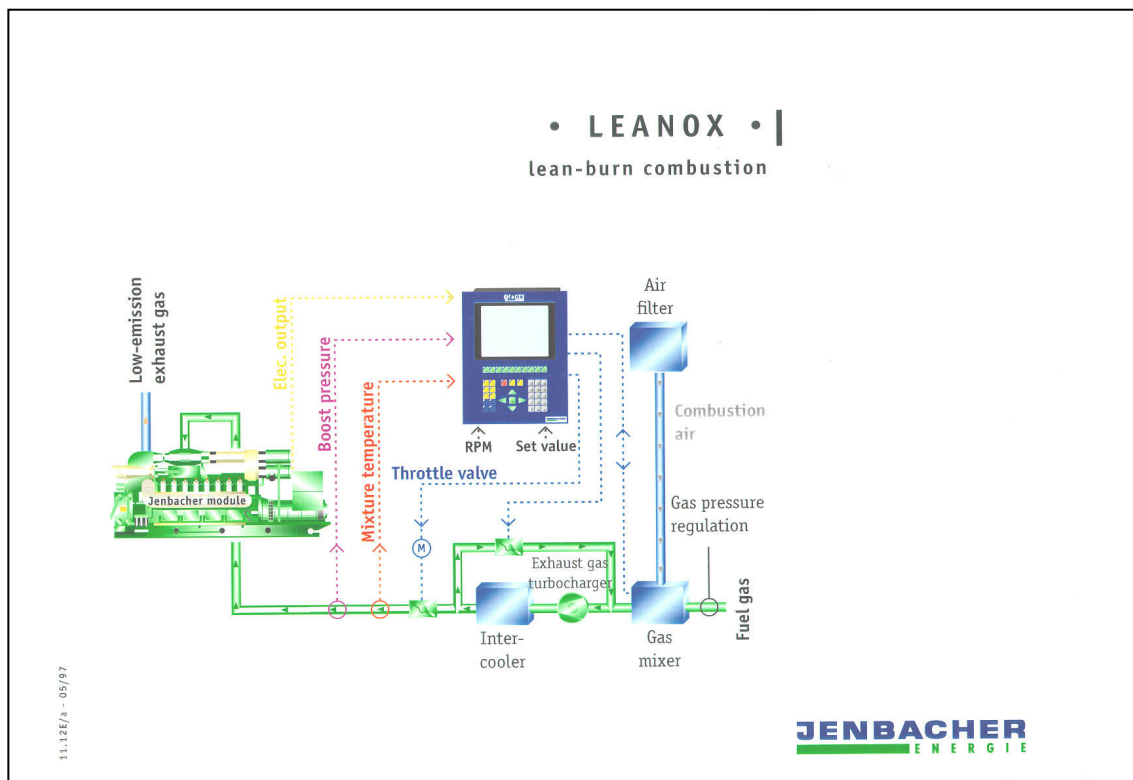 • LEANOX •
lean-burn combustion
Low-emission
exhaust gas
Elec. output
Boost pressure
Mixture temperature
RPM
Set value
Throttle valve
M
Air
filter
Combustion
air
Gas pressure
regulation
Exhaust gas
turbocharger
Jenbacher module
Inter-
cooler
Gas
mixer
Fuel gas
11.12E/a - 05/97
JENBACHER
ENERGIE